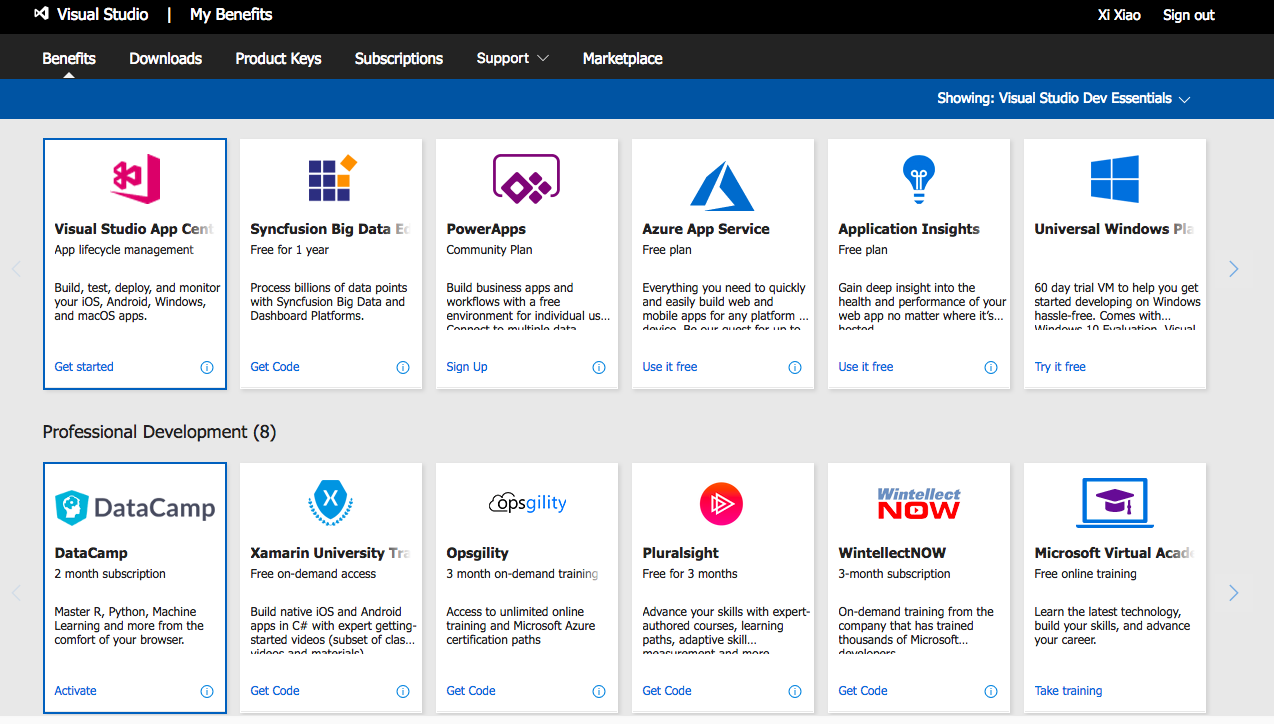 Visual Studio | My Benefits
Xi Xiao Sign out
Benefits Downloads Product Keys Subscriptions Support Marketplace
Showing: Visual Studio Dev Essentials
Visual Studio App Cent
App lifecycle management
Build, test, deploy, and monitor
your iOS, Android, Windows,
and macOS apps.
Get started
Syncfusion Big Data Ec
Free for 1 year
Process billions of data points
with Syncfusion Big Data and
Dashboard Platforms.
Get Code
PowerApps
Community Plan
Build business apps and
workflows with a free
environment for individual us...
Connect to multiple data
Sign Up
Azure App Service
Free plan
Everything you need to quickly
and easily build web and
mobile apps for any platform ...
device. Be our guest for up to
Use it free
Application Insights
Free plan
Gain deep insight into the
health and performance of your
web app no matter where it's...
hosted
Use it free
Universal Windows Pla
60 day trial VM to help you get
started developing on Windows
hassle-free. Comes with...
Windows 10 Evaluation, Visual
Try it free
Professional Development (8)
DataCamp
DataCamp
2 month subscription
Master R, Python, Machine
Learning and more from the
comfort of your browser.
Activate
Xamarin University Tra
Free on-demand access
Build native iOS and Android
apps in C# with expert getting-
started videos (subset of clas...
videos and materials)
Get Code
Opsgility
Opsgility
3 month on-demand training
Access to unlimited online
training and Microsoft Azure
certification paths
Get Code
Pluralsight
Free for 3 months
Advance your skills with expert-
authored courses, learning
paths, adaptive skill...
measurement and more
Get Code
Wintellect
NOW
WintellectNOW
3-month subscription
On-demand training from the
company that has trained
thousands of Microsoft...
developers
Get Code
Microsoft Virtual Acade
Free online training
Learn the latest technology,
build your skills, and advance
your career.
Take training